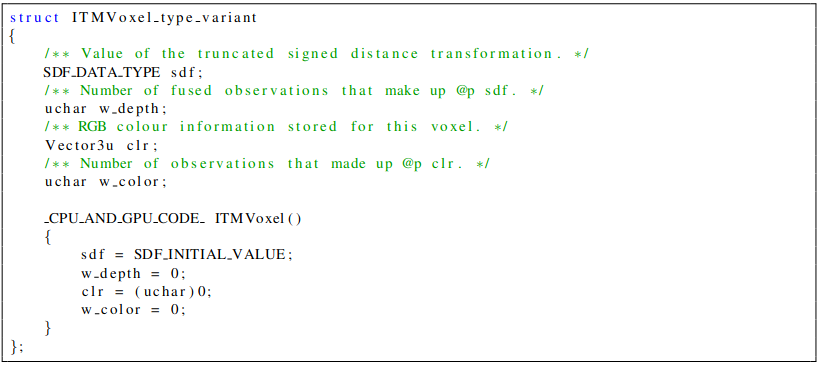 struct ITMVoxel_type_variant
{
/** Value of the truncated signed distance transformation. */
SDF_DATA_TYPE sdf;
/** Number of fused observations that make up @p sdf. */
uchar w_depth;
/** RGB colour information stored for this voxel. */
Vector3u clr;
/** Number of observations that made up @p clr. */
uchar w_color;
_CPU_AND_GPU_CODE_ ITMVoxel()
{
sdf = SDF_INITIAL_VALUE;
w_depth = 0;
clr = (uchar)0;
w_color = 0;
}
};